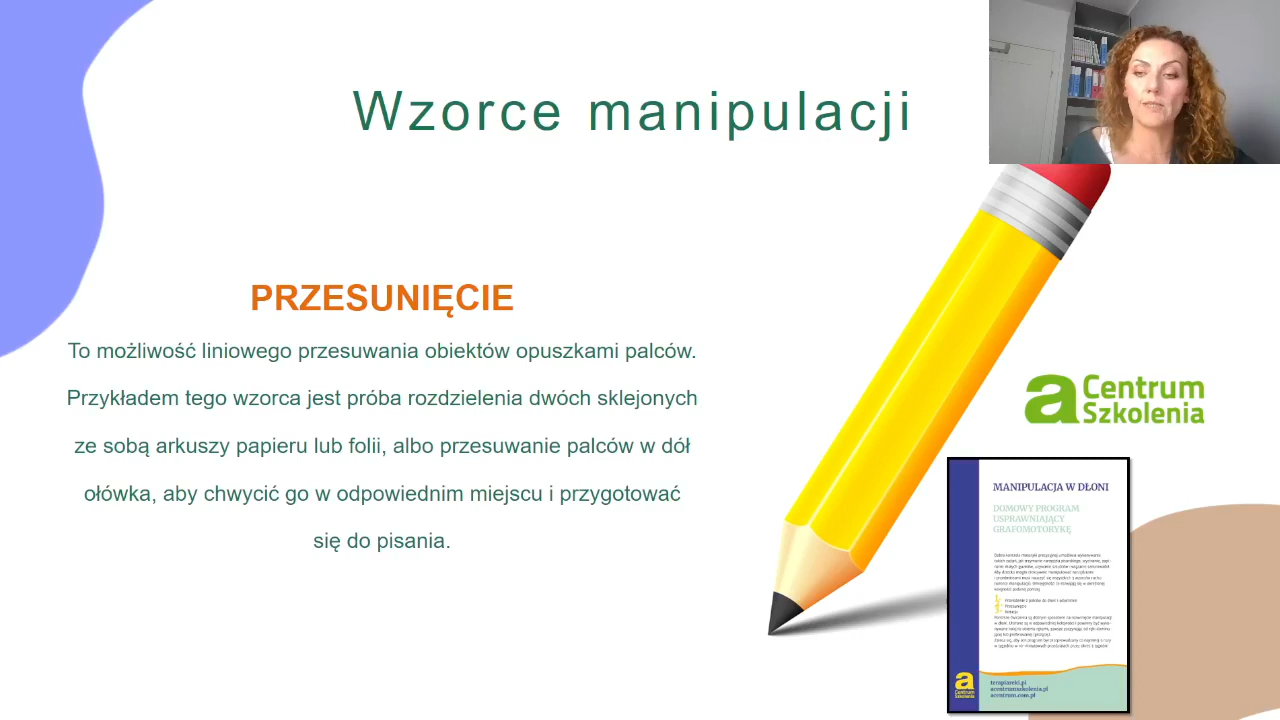 Wzorce manipulacji
PRZESUNIĘCIE
To możliwość liniowego przesuwania obiektów opuszkami palców.
Przykładem tego wzorca jest próba rozdzielenia dwóch sklejonych
ze sobą arkuszy papieru lub folii, albo przesuwanie palców w dół
ołówka, aby chwycić go w odpowiednim miejscu i przygotować
się do pisania.
a Centrum
Szkolenia
MANIPULACJA W DŁONI
DOMOWY PROGRAM
USPRAWNIAJĄCY
GRAFOMOTORYKĘ
a
Centrum
Szkolenia
terapiareki.pl
acentrumszkolenia.pl
acentrum.com.pl